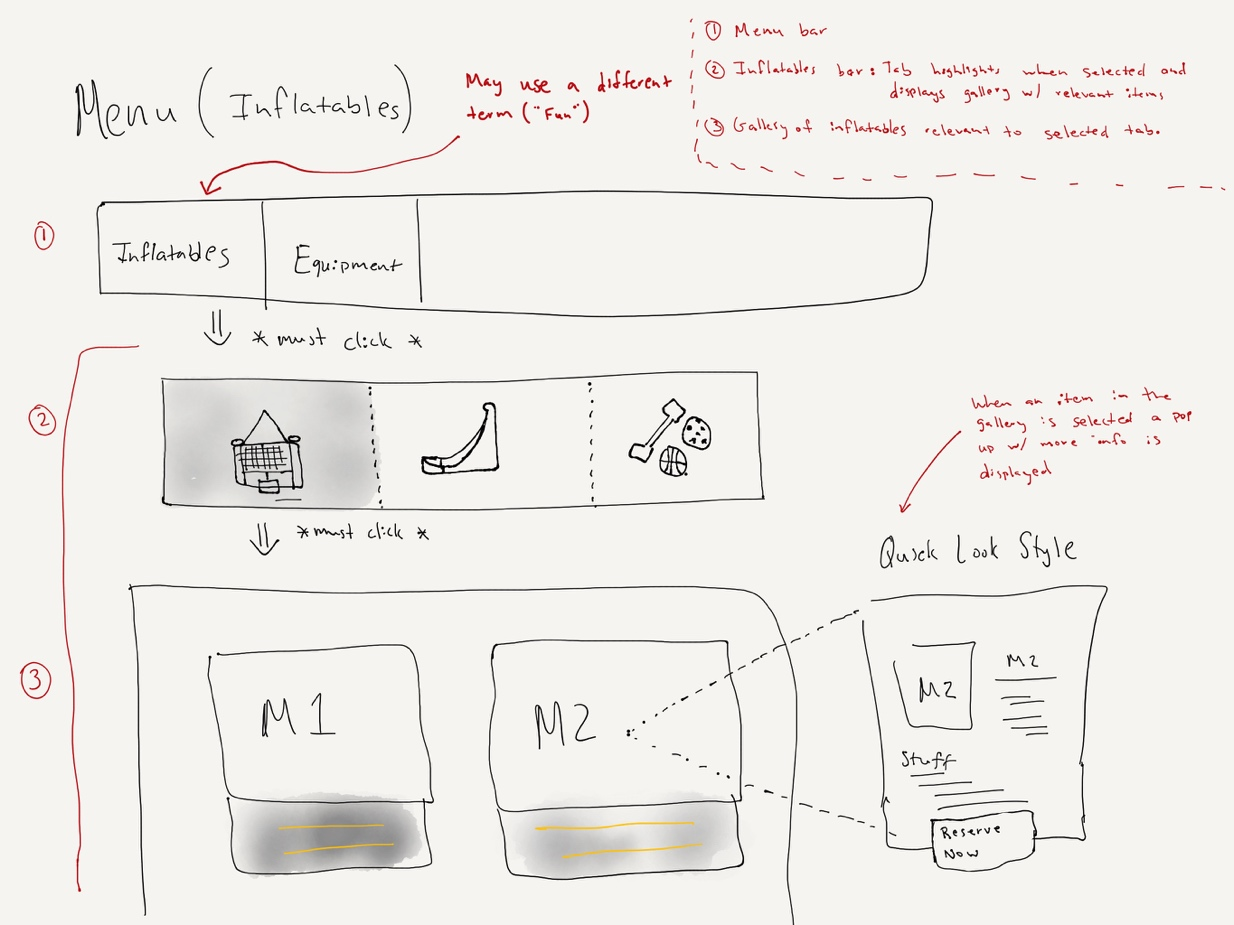 Menu (Inflatables)
May use a different
term ("Fun")
① Menu bar
② Inflatables bar: Tab highlights when selected and
displays gallery w/ relevant items
③ Gallery of inflatables relevant to selected tab.
①
Inflatables
Equipment
* must click *
②
* must click *
When an item in the
gallery is selected a pop
up w/ more info is
displayed
Quick Look Style
③
M1
M2
M2
M2
Stuff
Reserve
Now